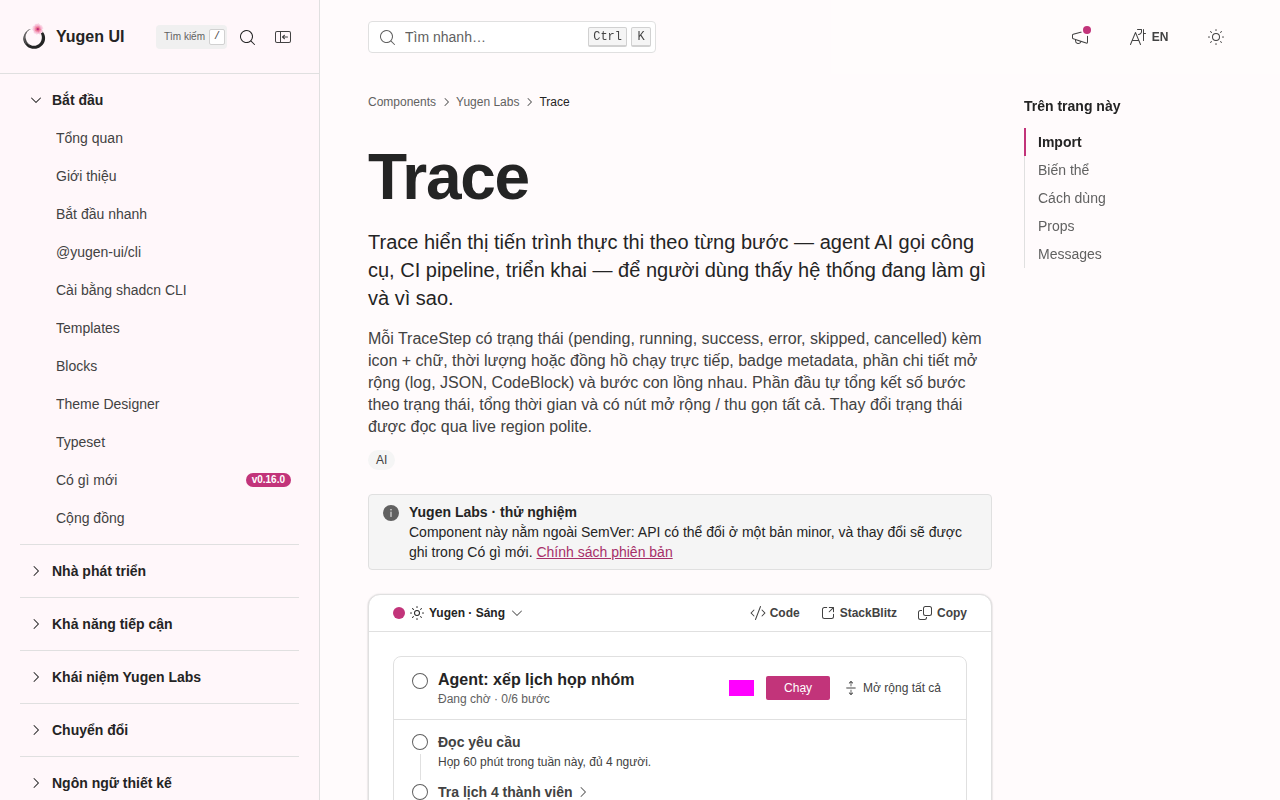 Yugen UI
Tìm kiếm /
Bắt đầu
Tổng quan
Giới thiệu
Bắt đầu nhanh
@yugen-ui/cli
Cài bằng shadcn CLI
Templates
Blocks
Theme Designer
Typeset
Có gì mới v0.16.0
Cộng đồng
Nhà phát triển
Khả năng tiếp cận
Khái niệm Yugen Labs
Chuyển đổi
Ngôn ngữ thiết kế
Tìm nhanh… Ctrl K
EN
Components > Yugen Labs > Trace
Trace
Trace hiển thị tiến trình thực thi theo từng bước — agent AI gọi công
cụ, CI pipeline, triển khai — để người dùng thấy hệ thống đang làm gì
và vì sao.
Mỗi TraceStep có trạng thái (pending, running, success, error, skipped, cancelled) kèm
icon + chữ, thời lượng hoặc đồng hồ chạy trực tiếp, badge metadata, phần chi tiết mở
rộng (log, JSON, CodeBlock) và bước con lồng nhau. Phần đầu tự tổng kết số bước
theo trạng thái, tổng thời gian và có nút mở rộng / thu gọn tất cả. Thay đổi trạng thái
được đọc qua live region polite.
AI
Yugen Labs · thử nghiệm
Component này nằm ngoài SemVer: API có thể đổi ở một bản minor, và thay đổi sẽ được
ghi trong Có gì mới. Chính sách phiên bản
Yugen · Sáng
Code
StackBlitz
Copy
Agent: xếp lịch họp nhóm
Đang chờ · 0/6 bước
Chạy
Mở rộng tất cả
Đọc yêu cầu
Họp 60 phút trong tuần này, đủ 4 người.
Tra lịch 4 thành viên
Trên trang này
Import
Biến thể
Cách dùng
Props
Messages